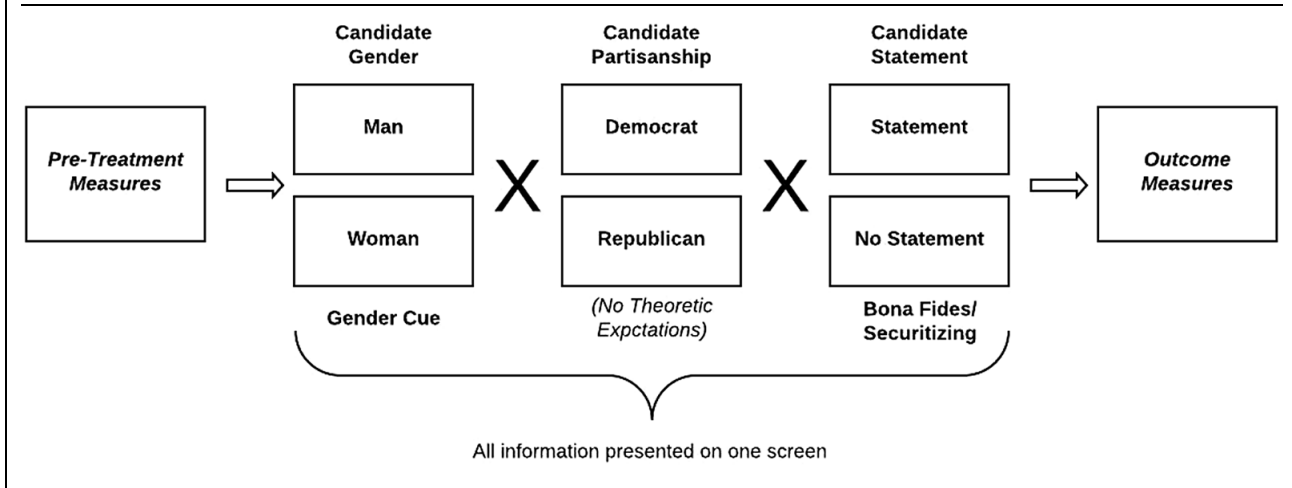 Candidate
Gender
Candidate
Partisanship
Candidate
Statement
Pre-Treatment
Measures
Man
Democrat
Statement
Outcome
Measures
X
X
Woman
Republican
No Statement
Gender Cue
(No Theoretic
Expctations)
Bona Fides/
Securitizing
All information presented on one screen